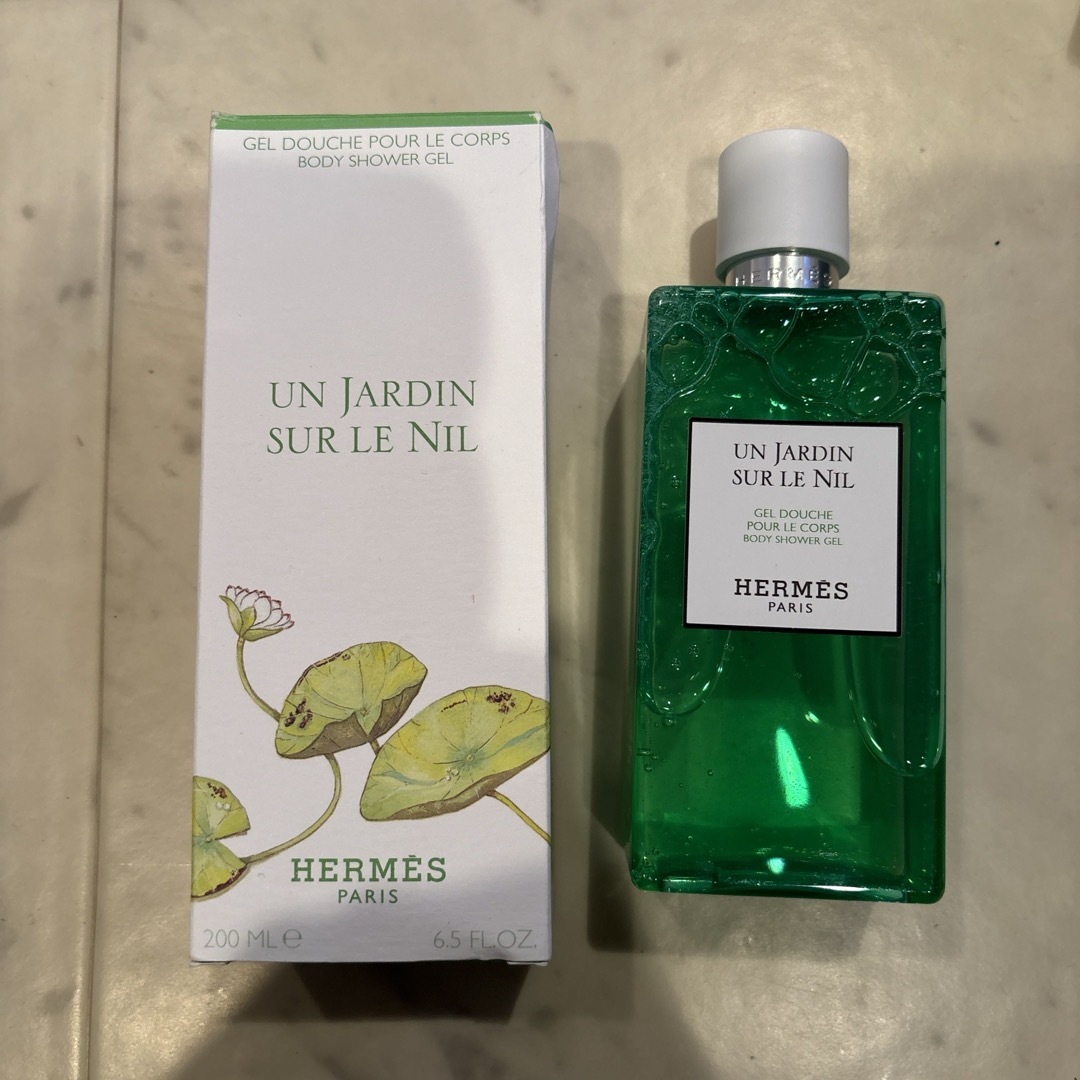 GEL DOUCHE POUR LE CORPS
BODY SHOWER GEL
UN JARDIN
SUR LE NIL
HERMÈS
PARIS
200 ML ℮
6.5 FL.OZ.
HERMÈS
UN JARDIN
SUR LE NIL
GEL DOUCHE
POUR LE CORPS
BODY SHOWER GEL
HERMÈS
PARIS